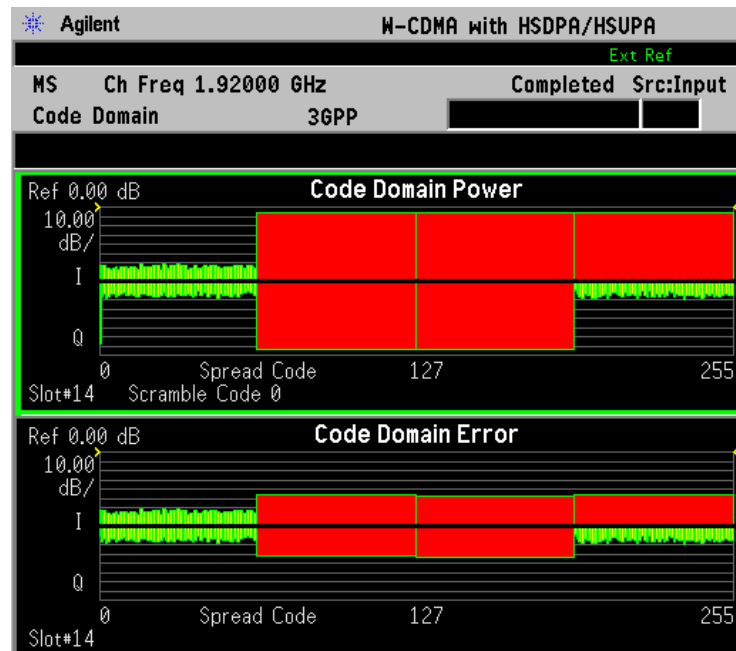 Agilent W-CDMA with HSDPA/HSUPA
Ext Ref
MS Ch Freq 1.92000 GHz Completed Src:Input
Code Domain 3GPP
Ref 0.00 dB Code Domain Power
10.00
dB/
I
Q
0 Spread Code 127 255
Slot#14 Scramble Code 0
Ref 0.00 dB Code Domain Error
10.00
dB/
I
Q
0 Spread Code 127 255
Slot#14